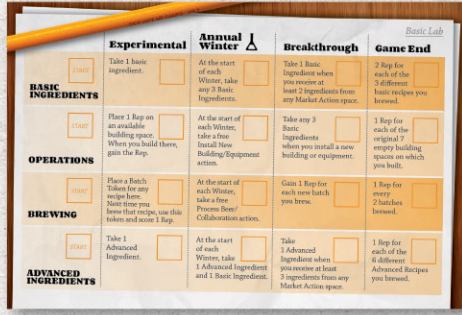 Basic Lab
Experimental
Annual
Winter
Breakthrough
Game End
START
BASIC
INGREDIENTS
Take 1 basic
ingredient.
At the start
of each
Winter, take
any 3 Basic
Ingredients.
Take 1 Basic
Ingredient when
you receive at
least 2 ingredients from
any Market Action space.
2 Rep for
each of the
3 different
basic recipes you
brewed.
START
OPERATIONS
Place 1 Rep on
an available
building space.
When you build there,
gain the Rep.
At the start of
each Winter,
take a free
Install New
Building/Equipment
action.
Take any 3
Basic
Ingredients
when you install a new
building or equipment.
1 Rep for
each of the
original 7
empty building
spaces on which
you built.
START
BREWING
Place a Batch
Token for any
recipe here.
Next time you
brew that recipe, use this
token and score 1 Rep.
At the start of
each Winter,
take a free
Process Beer/
Collaboration action.
Gain 1 Rep for
each new batch
you brew.
1 Rep for
every
2 batches
brewed.
START
ADVANCED
INGREDIENTS
Take 1
Advanced
Ingredient.
At the start
of each
Winter, take
1 Advanced Ingredient
and 1 Basic Ingredient.
Take
1 Advanced
Ingredient when
you receive at least
3 ingredients from any
Market Action space.
1 Rep for
each of the
6 different
Advanced Recipes
you brewed.